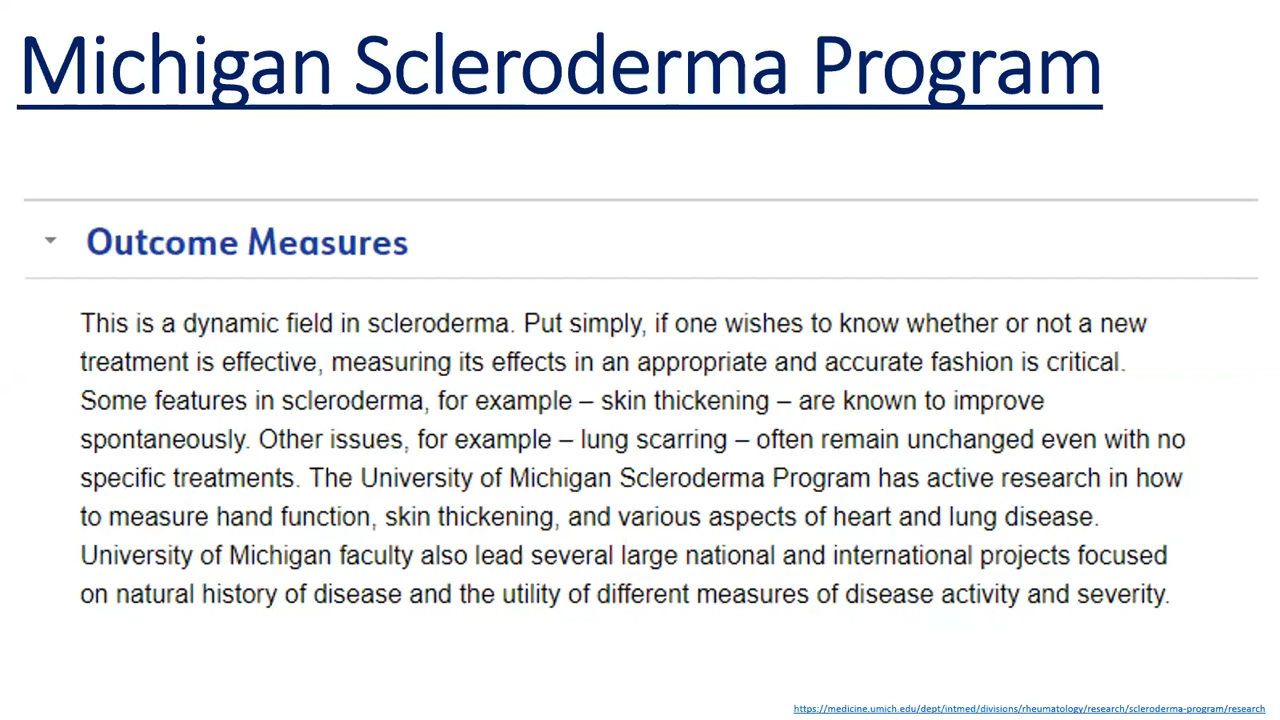 Michigan Scleroderma Program
Outcome Measures
This is a dynamic field in scleroderma. Put simply, if one wishes to know whether or not a new
treatment is effective, measuring its effects in an appropriate and accurate fashion is critical.
Some features in scleroderma, for example – skin thickening – are known to improve
spontaneously. Other issues, for example – lung scarring – often remain unchanged even with no
specific treatments. The University of Michigan Scleroderma Program has active research in how
to measure hand function, skin thickening, and various aspects of heart and lung disease.
University of Michigan faculty also lead several large national and international projects focused
on natural history of disease and the utility of different measures of disease activity and severity.
https://medicine.umich.edu/dept/intmed/divisions/rheumatology/research/scleroderma-program/research